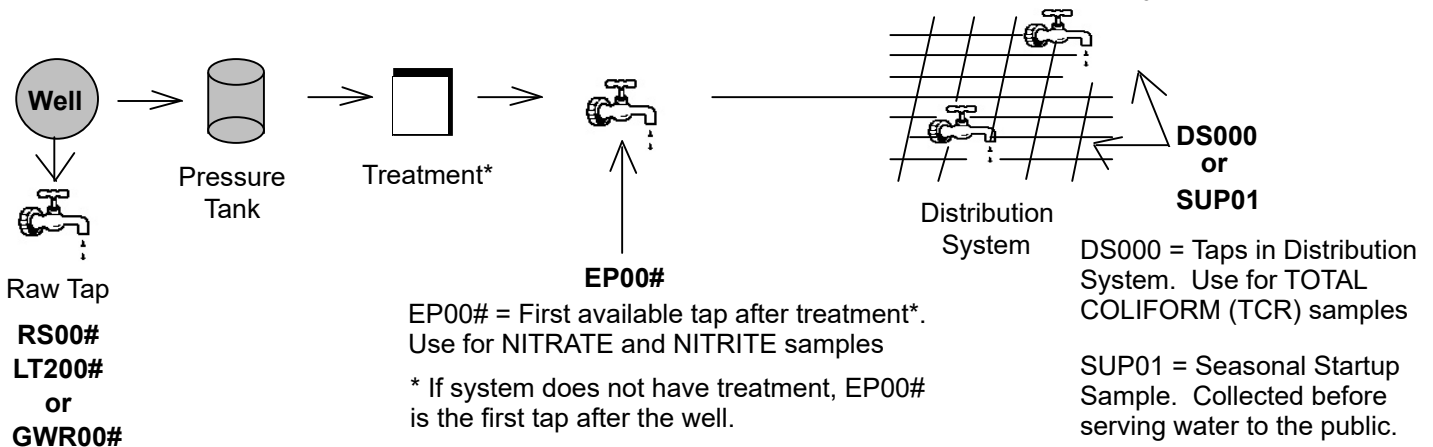 Well
Pressure
Tank
Treatment*
Raw Tap
RS00#
LT200#
or
GWR00#
EP00#
EP00# = First available tap after treatment*.
Use for NITRATE and NITRITE samples
* If system does not have treatment, EP00#
is the first tap after the well.
Distribution
System
DS000
or
SUP01
DS000 = Taps in Distribution
System. Use for TOTAL
COLIFORM (TCR) samples
SUP01 = Seasonal Startup
Sample. Collected before
serving water to the public.